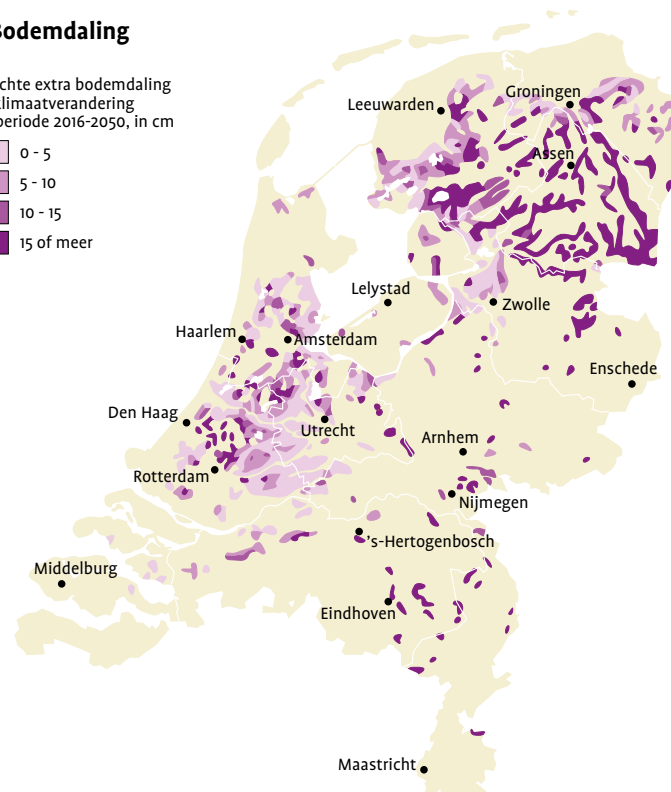 Bodemdaling
chte extra bodemdaling
klimaatverandering
periode 2016-2050, in cm
0 - 5
5 - 10
10 - 15
15 of meer
Leeuwarden
Groningen
Assen
Lelystad
Zwolle
Haarlem
Amsterdam
Enschede
Den Haag
Utrecht
Arnhem
Rotterdam
Nijmegen
's-Hertogenbosch
Middelburg
Eindhoven
Maastricht